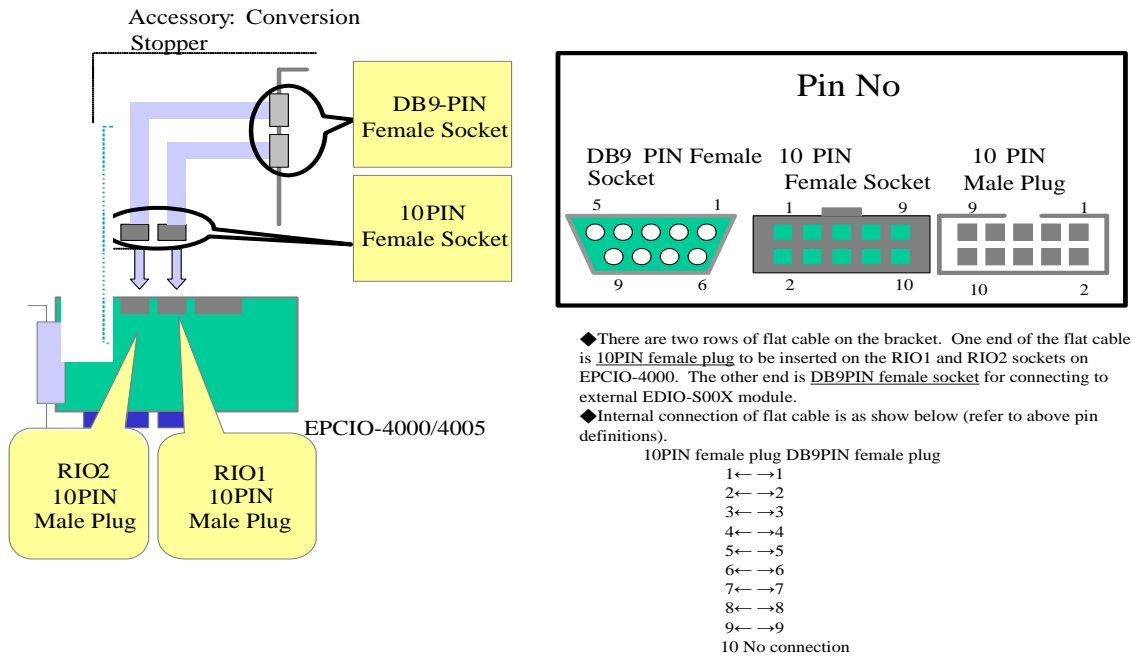 Accessory: Conversion
Stopper
DB9-PIN
Female Socket
10PIN
Female Socket
EPCIO-4000/4005
RIO2
10PIN
Male Plug
RIO1
10PIN
Male Plug
Pin No
DB9 PIN Female
Socket
10 PIN
Female Socket
10 PIN
Male Plug
5 1
1 9
9 1
9 6
2 10
10 2
◆There are two rows of flat cable on the bracket. One end of the flat cable
is 10PIN female plug to be inserted on the RIO1 and RIO2 sockets on
EPCIO-4000. The other end is DB9PIN female socket for connecting to
external EDIO-S00X module.
◆Internal connection of flat cable is as show below (refer to above pin
definitions).
10PIN female plug DB9PIN female plug
1← →1
2← →2
3← →3
4← →4
5← →5
6← →6
7← →7
8← →8
9← →9
10 No connection